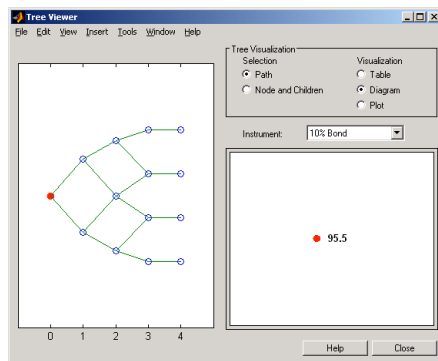 Tree Viewer
File Edit View Insert Tools Window Help
Tree Visualization
Selection
Visualization
Path
Table
Node and Children
Diagram
Plot
Instrument:
10% Bond
95.5
0 1 2 3 4
Help
Close